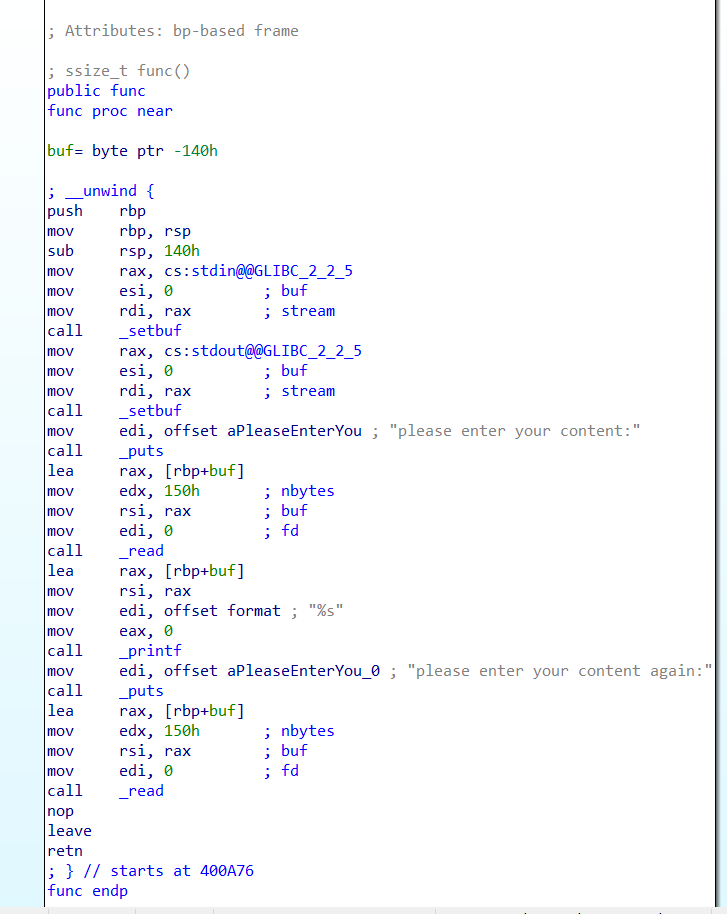 ; Attributes: bp-based frame
; ssize_t func()
public func
func proc near
buf= byte ptr -140h
; __unwind {
push    rbp
mov     rbp, rsp
sub     rsp, 140h
mov     rax, cs:stdin@@GLIBC_2_2_5
mov     esi, 0          ; buf
mov     rdi, rax        ; stream
call    _setbuf
mov     rax, cs:stdout@@GLIBC_2_2_5
mov     esi, 0          ; buf
mov     rdi, rax        ; stream
call    _setbuf
mov     edi, offset aPleaseEnterYou ; "please enter your content:"
call    _puts
lea     rax, [rbp+buf]
mov     edx, 150h       ; nbytes
mov     rsi, rax        ; buf
mov     edi, 0          ; fd
call    _read
lea     rax, [rbp+buf]
mov     rsi, rax
mov     edi, offset format ; "%s"
mov     eax, 0
call    _printf
mov     edi, offset aPleaseEnterYou_0 ; "please enter your content again:"
call    _puts
lea     rax, [rbp+buf]
mov     edx, 150h       ; nbytes
mov     rsi, rax        ; buf
mov     edi, 0          ; fd
call    _read
nop
leave
retn
; } // starts at 400A76
func endp